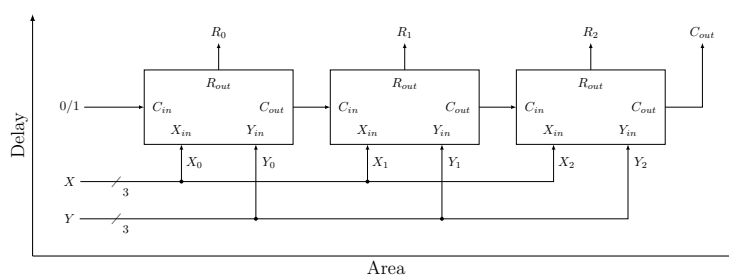 R0 R1 R2 Cout
Rout Rout Rout
0/1 Cin Cout Cin Cout Cin Cout
Xin Yin Xin Yin Xin Yin
X0 Y0 X1 Y1 X2 Y2
X 3
Y 3
Delay
Area